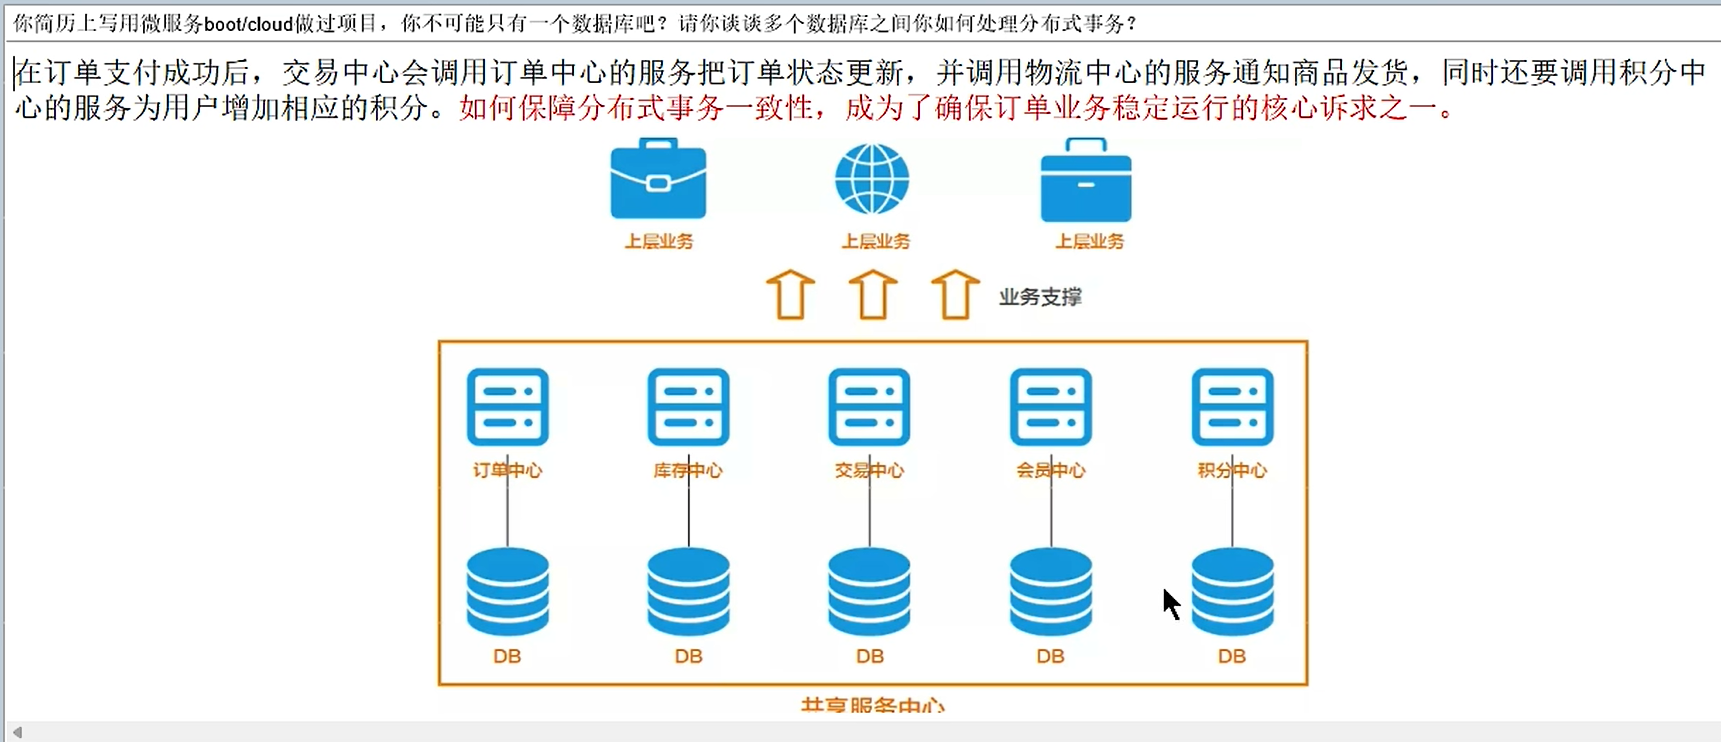 你简历上写用微服务boot/cloud做过项目，你不可能只有一个数据库吧？请你谈谈多个数据库之间你如何处理分布式事务？
在订单支付成功后，交易中心会调用订单中心的服务把订单状态更新，并调用物流中心的服务通知商品发货，同时还要调用积分中
心的服务为用户增加相应的积分。如何保障分布式事务一致性，成为了确保订单业务稳定运行的核心诉求之一。
上层业务 上层业务 上层业务
业务支撑
订单中心 库存中心 交易中心 会员中心 积分中心
DB DB DB DB DB
共享服务中心